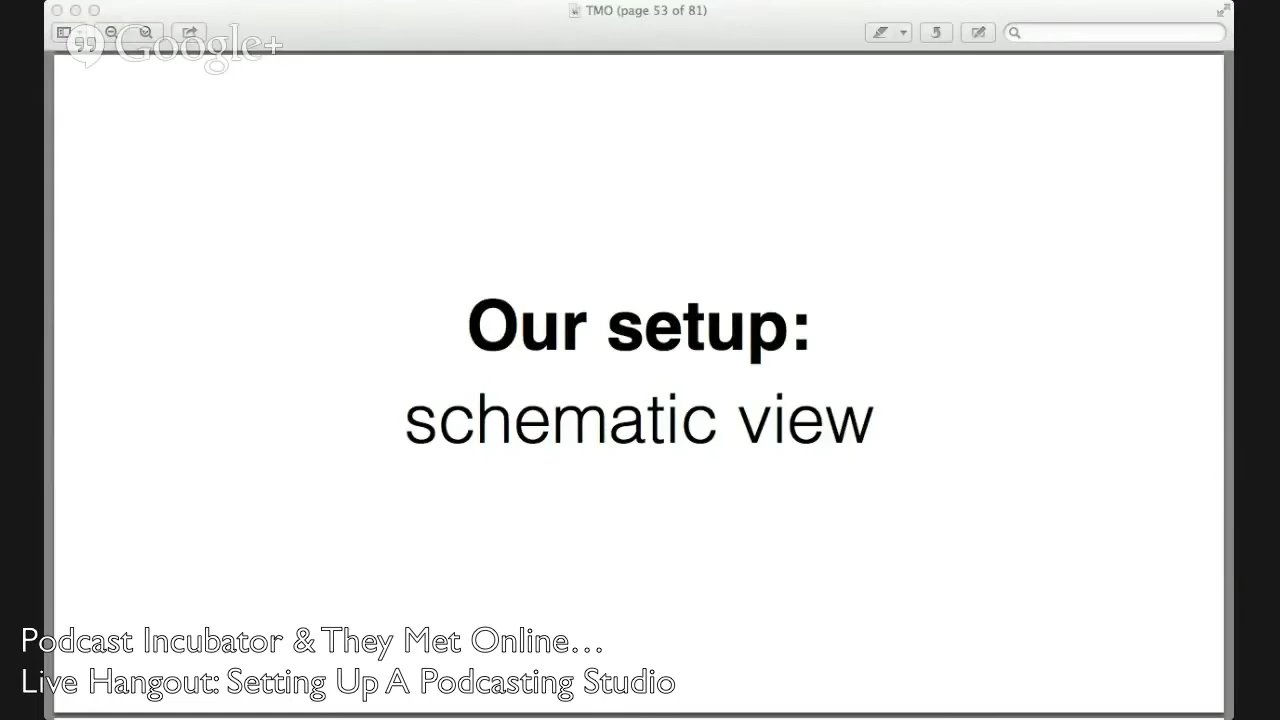 TMO (page 53 of 81)
Google+
Our setup:
schematic view
Podcast Incubator & They Met Online...
Live Hangout: Setting Up A Podcasting Studio